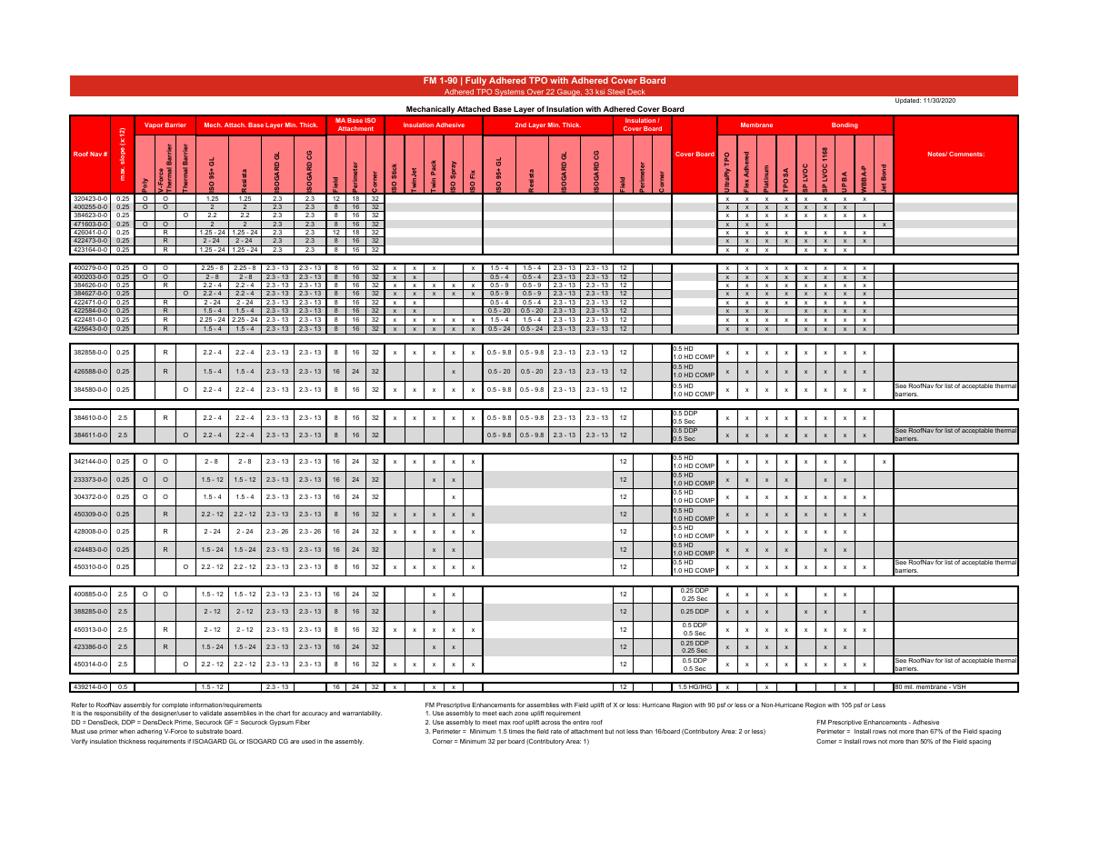 FM 1-90 | Fully Adhered TPO with Adhered Cover Board
Adhered TPO Systems Over 22 Gauge, 33 ksi Steel Deck
Updated: 11/30/2020
Mechanically Attached Base Layer of Insulation with Adhered Cover Board
Roof Nav # max. slope (x:12) Vapor Barrier Mech. Attach. Base Layer Min. Thick. MA Base ISO Attachment Insulation Adhesive 2nd Layer Min. Thick. Insulation / Cover Board Cover Board Membrane Bonding Notes/ Comments:
Poly V-Force Thermal Barrier Thermal Barrier ISO 95+ GL Resista ISOGARD GL ISOGARD CG Field Perimeter Corner ISO Stick TwinJet Twin Pack ISO Spray ISO Fix ISO 95+ GL Resista ISOGARD GL ISOGARD CG Field Perimeter Corner UltraPly TPO Flex Adhered Platinum TPO SA SP LVOC SP LVOC 1168 UP BA WBBA-P Jet Bond
320423-0-0 0.25 O O 1.25 1.25 2.3 2.3 12 18 32 x x x x x x x x
400255-0-0 0.25 O O 2 2 2.3 2.3 8 16 32 x x x x x x x
384623-0-0 0.25 O 2.2 2.2 2.3 2.3 8 16 32 x x x x x x x x
471603-0-0 0.25 O O 2 2 2.3 2.3 8 16 32 x x x x
426041-0-0 0.25 R 1.25 - 24 1.25 - 24 2.3 2.3 12 18 32 x x x x x x x x
422473-0-0 0.25 R 2 - 24 2 - 24 2.3 2.3 8 16 32 x x x x x x x x
423164-0-0 0.25 R 1.25 - 24 1.25 - 24 2.3 2.3 8 16 32 x x x x x x
400279-0-0 0.25 O O 2.25 - 8 2.25 - 8 2.3 - 13 2.3 - 13 8 16 32 x x x x 1.5 - 4 1.5 - 4 2.3 - 13 2.3 - 13 12 x x x x x x x
400203-0-0 0.25 O O 2 - 8 2 - 8 2.3 - 13 2.3 - 13 8 16 32 x x 0.5 - 4 0.5 - 4 2.3 - 13 2.3 - 13 12 x x x x x x x
384626-0-0 0.25 R 2.2 - 4 2.2 - 4 2.3 - 13 2.3 - 13 8 16 32 x x x x x 0.5 - 9 0.5 - 9 2.3 - 13 2.3 - 13 12 x x x x x x x
384627-0-0 0.25 O 2.2 - 4 2.2 - 4 2.3 - 13 2.3 - 13 8 16 32 x x x x x 0.5 - 9 0.5 - 9 2.3 - 13 2.3 - 13 12 x x x x x x x
422471-0-0 0.25 R 2 - 24 2 - 24 2.3 - 13 2.3 - 13 8 16 32 x x 0.5 - 4 0.5 - 4 2.3 - 13 2.3 - 13 12 x x x x x x x
422584-0-0 0.25 R 1.5 - 4 1.5 - 4 2.3 - 13 2.3 - 13 8 16 32 x x 0.5 - 20 0.5 - 20 2.3 - 13 2.3 - 13 12 x x x x x x x
422481-0-0 0.25 R 2.25 - 24 2.25 - 24 2.3 - 13 2.3 - 13 8 16 32 x x x x x 1.5 - 4 1.5 - 4 2.3 - 13 2.3 - 13 12 x x x x x x x x
425643-0-0 0.25 R 1.5 - 4 1.5 - 4 2.3 - 13 2.3 - 13 8 16 32 x x x x x 0.5 - 24 0.5 - 24 2.3 - 13 2.3 - 13 12 x x x x x x x
382858-0-0 0.25 R 2.2 - 4 2.2 - 4 2.3 - 13 2.3 - 13 8 16 32 x x x x x 0.5 - 9.8 0.5 - 9.8 2.3 - 13 2.3 - 13 12 0.5 HD 1.0 HD COMP x x x x x x x x
426588-0-0 0.25 R 1.5 - 4 1.5 - 4 2.3 - 13 2.3 - 13 16 24 32 x 0.5 - 20 0.5 - 20 2.3 - 13 2.3 - 13 12 0.5 HD 1.0 HD COMP x x x x x x x x
384580-0-0 0.25 O 2.2 - 4 2.2 - 4 2.3 - 13 2.3 - 13 8 16 32 x x x x x 0.5 - 9.8 0.5 - 9.8 2.3 - 13 2.3 - 13 12 0.5 HD 1.0 HD COMP x x x x x x x x See RoofNav for list of acceptable thermal barriers.
384610-0-0 2.5 R 2.2 - 4 2.2 - 4 2.3 - 13 2.3 - 13 8 16 32 x x x x x 0.5 - 9.8 0.5 - 9.8 2.3 - 13 2.3 - 13 12 0.5 DDP 0.5 Sec x x x x x x x x
384611-0-0 2.5 O 2.2 - 4 2.2 - 4 2.3 - 13 2.3 - 13 8 16 32 0.5 - 9.8 0.5 - 9.8 2.3 - 13 2.3 - 13 12 0.5 DDP 0.5 Sec x x x x x x x x See RoofNav for list of acceptable thermal barriers.
342144-0-0 0.25 O O 2 - 8 2 - 8 2.3 - 13 2.3 - 13 16 24 32 x x x x x 12 0.5 HD 1.0 HD COMP x x x x x x x x
233373-0-0 0.25 O O 1.5 - 12 1.5 - 12 2.3 - 13 2.3 - 13 16 24 32 x x 12 0.5 HD 1.0 HD COMP x x x x x x
304372-0-0 0.25 O O 1.5 - 4 1.5 - 4 2.3 - 13 2.3 - 13 16 24 32 x 12 0.5 HD 1.0 HD COMP x x x x x x x x
450309-0-0 0.25 R 2.2 - 12 2.2 - 12 2.3 - 13 2.3 - 13 8 16 32 x x x x x 12 0.5 HD 1.0 HD COMP x x x x x x x x
428008-0-0 0.25 R 2 - 24 2 - 24 2.3 - 26 2.3 - 26 16 24 32 x x x x x 12 0.5 HD 1.0 HD COMP x x x x x x x
424483-0-0 0.25 R 1.5 - 24 1.5 - 24 2.3 - 13 2.3 - 13 16 24 32 x x 12 0.5 HD 1.0 HD COMP x x x x x x
450310-0-0 0.25 O 2.2 - 12 2.2 - 12 2.3 - 13 2.3 - 13 8 16 32 x x x x x 12 0.5 HD 1.0 HD COMP x x x x x x x x See RoofNav for list of acceptable thermal barriers.
400885-0-0 2.5 O O 1.5 - 12 1.5 - 12 2.3 - 13 2.3 - 13 16 24 32 x x 12 0.25 DDP 0.25 Sec x x x x x x
388285-0-0 2.5 2 - 12 2 - 12 2.3 - 13 2.3 - 13 8 16 32 x 12 0.25 DDP x x x x x x
450313-0-0 2.5 R 2 - 12 2 - 12 2.3 - 13 2.3 - 13 8 16 32 x x x x x 12 0.5 DDP 0.5 Sec x x x x x x x x
423386-0-0 2.5 R 1.5 - 24 1.5 - 24 2.3 - 13 2.3 - 13 16 24 32 x x 12 0.25 DDP 0.25 Sec x x x x x x
450314-0-0 2.5 O 2.2 - 12 2.2 - 12 2.3 - 13 2.3 - 13 8 16 32 x x x x x 12 0.5 DDP 0.5 Sec x x x x x x x x See RoofNav for list of acceptable thermal barriers.
439214-0-0 0.5 1.5 - 12 2.3 - 13 16 24 32 x x x 12 1.5 HG/IHG x x x 80 mil. membrane - VSH
Refer to RoofNav assembly for complete information/requirements
It is the responsibility of the designer/user to validate assemblies in the chart for accuracy and warrantability.
DD = DensDeck, DDP = DensDeck Prime, Securock GF = Securock Gypsum Fiber
Must use primer when adhering V-Force to substrate board.
Verify insulation thickness requirements if ISOAGARD GL or ISOGARD CG are used in the assembly.
FM Prescriptive Enhancements for assemblies with Field uplift of X or less: Hurricane Region with 90 psf or less or a Non-Hurricane Region with 105 psf or Less
1. Use assembly to meet each zone uplift requirement
2. Use assembly to meet max roof uplift across the entire roof
3. Perimeter = Minimum 1.5 times the field rate of attachment but not less than 16/board (Contributory Area: 2 or less)
Corner = Minimum 32 per board (Contributory Area: 1)
FM Prescriptive Enhancements - Adhesive
Perimeter = Install rows not more than 67% of the Field spacing
Corner = Install rows not more than 50% of the Field spacing